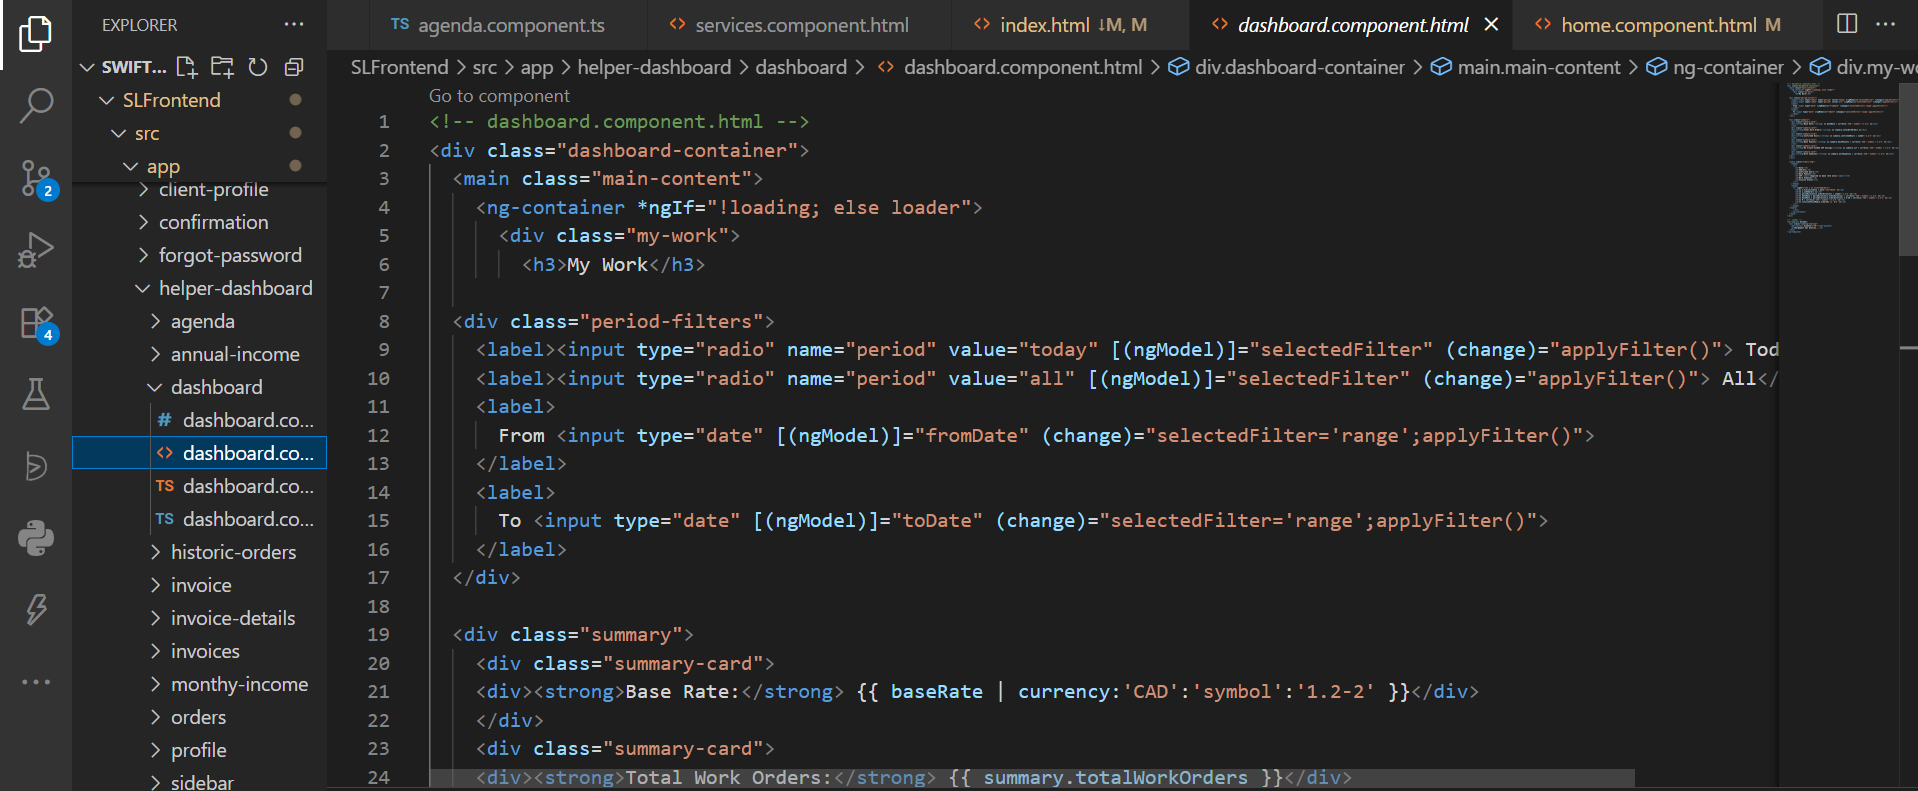 EXPLORER ···
SWIFT...
SLFrontend
src
app
client-profile
confirmation
forgot-password
helper-dashboard
agenda
annual-income
dashboard
# dashboard.co...
<> dashboard.co...
TS dashboard.co...
TS dashboard.co...
historic-orders
invoice
invoice-details
invoices
monthy-income
orders
profile
sidebar
2
4
TS agenda.component.ts
<> services.component.html
<> index.html ↓M, M
<> dashboard.component.html
<> home.component.html M
SLFrontend > src > app > helper-dashboard > dashboard > <> dashboard.component.html > div.dashboard-container > main.main-content > ng-container > div.my-w
Go to component
1 <!-- dashboard.component.html -->
2 <div class="dashboard-container">
3 <main class="main-content">
4 <ng-container *ngIf="!loading; else loader">
5 <div class="my-work">
6 <h3>My Work</h3>
7
8 <div class="period-filters">
9 <label><input type="radio" name="period" value="today" [(ngModel)]="selectedFilter" (change)="applyFilter()"> Tod
10 <label><input type="radio" name="period" value="all" [(ngModel)]="selectedFilter" (change)="applyFilter()"> All</
11 <label>
12 From <input type="date" [(ngModel)]="fromDate" (change)="selectedFilter='range';applyFilter()">
13 </label>
14 <label>
15 To <input type="date" [(ngModel)]="toDate" (change)="selectedFilter='range';applyFilter()">
16 </label>
17 </div>
18
19 <div class="summary">
20 <div class="summary-card">
21 <div><strong>Base Rate:</strong> {{ baseRate | currency:'CAD':'symbol':'1.2-2' }}</div>
22 </div>
23 <div class="summary-card">
24 <div><strong>Total Work Orders:</strong> {{ summary.totalWorkOrders }}</div>